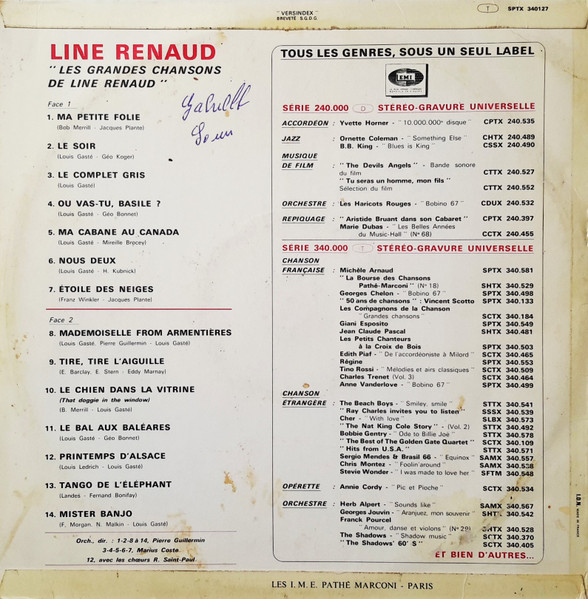 " VERSINDEX "
BREVETÉ S.G.D.G.
T SPTX 340127
LINE RENAUD
" LES GRANDES CHANSONS
DE LINE RENAUD "
Face 1
1. MA PETITE FOLIE
(Bob Merrill - Jacques Plante)
2. LE SOIR
(Louis Gasté - Géo Koger)
3. LE COMPLET GRIS
(Louis Gasté)
4. OU VAS-TU, BASILE ?
(Louis Gasté - Géo Bonnet)
5. MA CABANE AU CANADA
(Louis Gasté - Mireille Brocey)
6. NOUS DEUX
(Louis Gasté - H. Kubnick)
7. ÉTOILE DES NEIGES
(Franz Winkler - Jacques Plante)
Face 2
8. MADEMOISELLE FROM ARMENTIÈRES
(Louis Gasté, Pierre Guillermin - Louis Gasté)
9. TIRE, TIRE L'AIGUILLE
(E. Barclay, E. Stern - Eddy Marnay)
10. LE CHIEN DANS LA VITRINE
(That doggie in the window)
(B. Merrill - Louis Gasté)
11. LE BAL AUX BALÉARES
(Louis Gasté - Géo Bonnet)
12. PRINTEMPS D'ALSACE
(Louis Ledrich - Louis Gasté)
13. TANGO DE L'ÉLÉPHANT
(Landes - Fernand Bonifay)
14. MISTER BANJO
(F. Morgan, N. Malkin - Louis Gasté)
Orch., dir. : 1-2-8 à 14, Pierre Guillermin
3-4-5-6-7, Marius Coste
12, avec les chœurs R. Saint-Paul
TOUS LES GENRES, SOUS UN SEUL LABEL
EMI
SÉRIE 240.000 D STÉRÉO-GRAVURE UNIVERSELLE
ACCORDÉON : Yvette Horner - " 10.000.000e disque " CPTX 240.535
JAZZ : Ornette Coleman - " Something Else " CHTX 240.489
B.B. King - " Blues is King " CSSX 240.490
MUSIQUE
DE FILM : " The Devils Angels " - Bande sonore
du film CTTX 240.527
" Tu seras un homme, mon fils "
Sélection du film CTTX 240.552
ORCHESTRE : Les Haricots Rouges - " Bobino 67 " CDUX 240.532
REPIQUAGE : " Aristide Bruant dans son Cabaret " CPTX 240.397
Marie Dubas - " Les Belles Années
du Music-Hall " (N° 68) CCTX 240.455
SÉRIE 340.000 T STÉRÉO-GRAVURE UNIVERSELLE
CHANSON
FRANÇAISE : Michèle Arnaud SPTX 340.581
" La Bourse des Chansons
Pathé-Marconi " (N° 18) SHTX 340.529
Georges Chelon - " Bobino 67 " SPTX 340.498
" 50 ans de chansons " : Vincent Scotto SPTX 340.133
Les Compagnons de la Chanson
" Grandes chansons " SCTX 340.184
Giani Esposito SPTX 340.549
Jean Claude Pascal SHTX 340.481
Les Petits Chanteurs
à la Croix de Bois SPTX 340.503
Edith Piaf - " De l'accordéoniste à Milord " SCTX 340.465
Régine SPTX 340.553
Tino Rossi - " Mélodies et airs classiques " SCTX 340.509
Charles Trenet (Vol. 3) SCTX 340.464
Anne Vanderlove - " Bobino 67 " SPTX 340.499
CHANSON
ÉTRANGÈRE : The Beach Boys - " Smiley, smile " STTX 340.541
" Ray Charles invites you to listen " SSSX 340.539
Cher - " With love " SLBX 340.573
" The Nat King Cole Story " - (Vol. 2) STTX 340.492
Bobbie Gentry - " Ode to Billie Joë " STTX 340.578
" The Best of The Golden Gate Quartet " SCTX 340.109
" Hits from U.S.A. " STTX 340.571
Sergio Mendes & Brasil 66 - " Equinox " SAMX 340.557
Chris Montez - " Foolin'around " SAMX 340.538
Stevie Wonder - " I was made to love her " SFTM 340.548
OPÉRETTE : Annie Cordy - " Pic et Pioche " SCTX 340.534
ORCHESTRE : Herb Alpert - " Sounds like " SAMX 340.567
Georges Jouvin - " Aranjuez, mon souvenir " SHTX 340.542
Franck Pourcel
" Amour, danse et violons " (N° 29) SHTX 340.528
The Shadows - " Shadow music " SCTX 340.370
" The Shadows' 60' S " SCTX 340.405
ET BIEN D'AUTRES...
LES I. M. E. PATHÉ MARCONI - PARIS